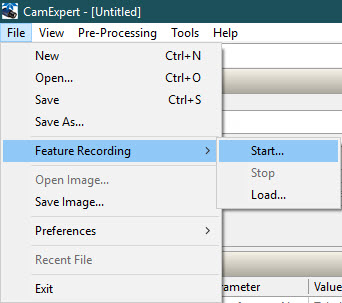 CamExpert - [Untitled]
File View Pre-Processing Tools Help
New Ctrl+N
Open... Ctrl+O
Save Ctrl+S
Save As...
Feature Recording
Start...
Stop
Load...
Open Image...
Save Image...
Preferences
Recent File
Exit
rameter Value